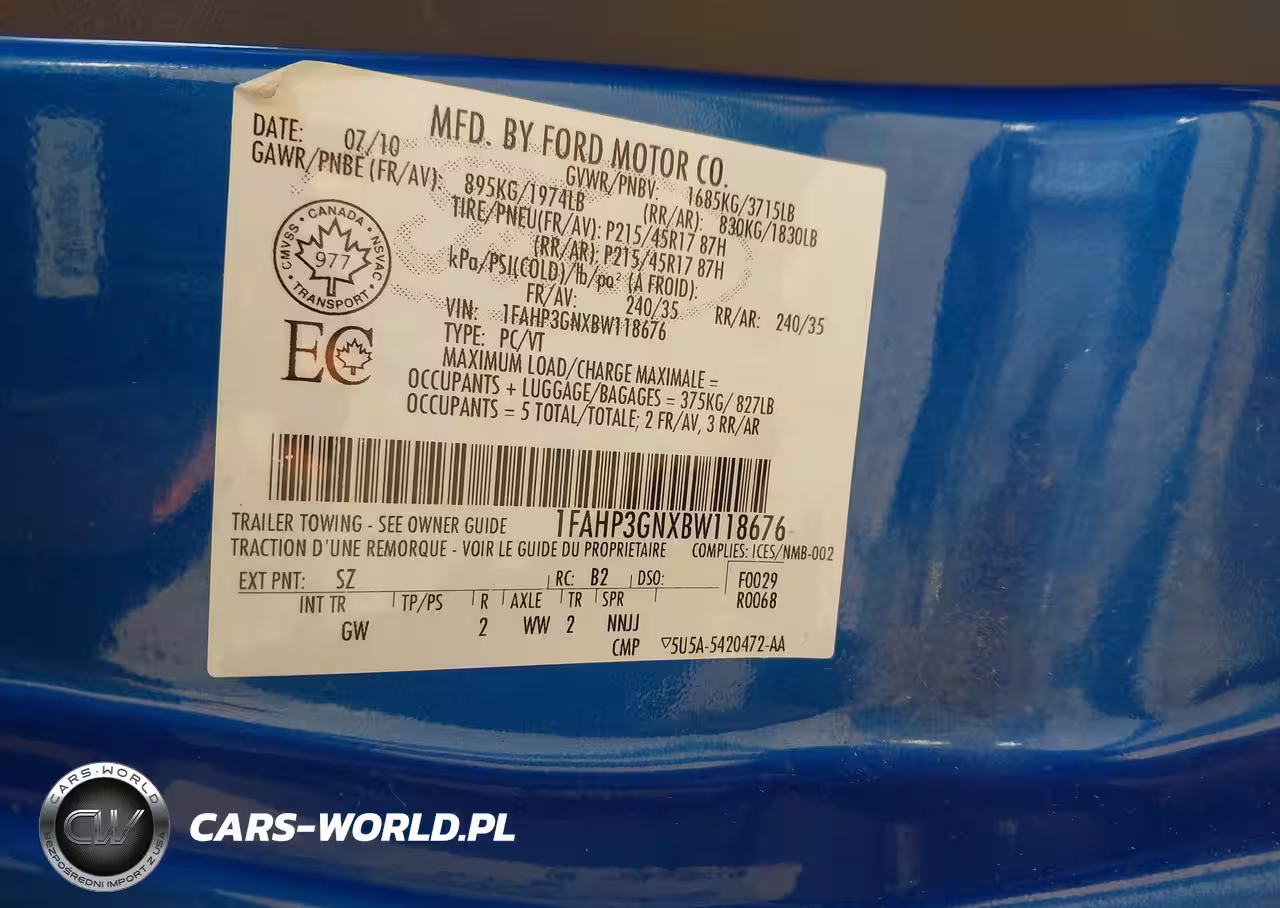 MFD. BY FORD MOTOR CO.
DATE: 07/10
GVWR/PNBV: 1685KG/3715LB
GAWR/PNBE (FR/AV): 895KG/1974LB (RR/AR): 830KG/1830LB
TIRE/PNEU(FR/AV): P215/45R17 87H
(RR/AR): P215/45R17 87H
kPa/PSI(COLD)/lb/po² (À FROID):
FR/AV: 240/35 RR/AR: 240/35
VIN: 1FAHP3GNXBW118676
TYPE: PC/VT
MAXIMUM LOAD/CHARGE MAXIMALE =
OCCUPANTS + LUGGAGE/BAGAGES = 375KG/ 827LB
OCCUPANTS = 5 TOTAL/TOTALE; 2 FR/AV, 3 RR/AR
CANADA · NSVAC · TRANSPORT · CMVSS ·
977
EC
1FAHP3GNXBW118676
TRAILER TOWING - SEE OWNER GUIDE
TRACTION D'UNE REMORQUE - VOIR LE GUIDE DU PROPRIETAIRE
COMPLIES: ICES/NMB-002
EXT PNT: SZ RC: B2 DSO: F0029
INT TR TP/PS R AXLE TR SPR R0068
GW 2 WW 2 NNJJ
CMP ▽5U5A-5420472-AA
CARS-WORLD
CW
BEZPOŚREDNI IMPORT Z USA
CARS-WORLD.PL